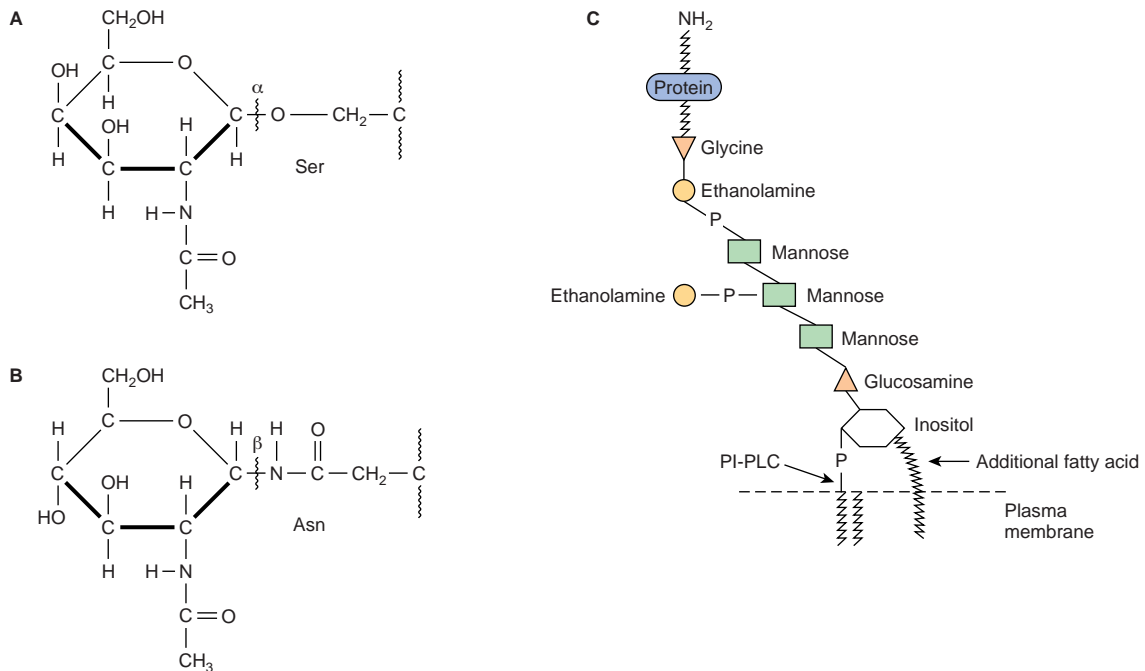 A
CH2OH
C
O
OH
H
α
C
OH
H
C
O
CH2
C
H
C
C
H
Ser
H
H
N
C
O
CH3
B
CH2OH
C
O
H
H
H
O
H
β
C
OH
H
C
N
C
CH2
C
HO
C
C
Asn
H
H
N
C
O
CH3
C
NH2
Protein
Glycine
Ethanolamine
P
Mannose
Ethanolamine
P
Mannose
Mannose
Glucosamine
Inositol
P
PI-PLC
Additional fatty acid
Plasma
membrane